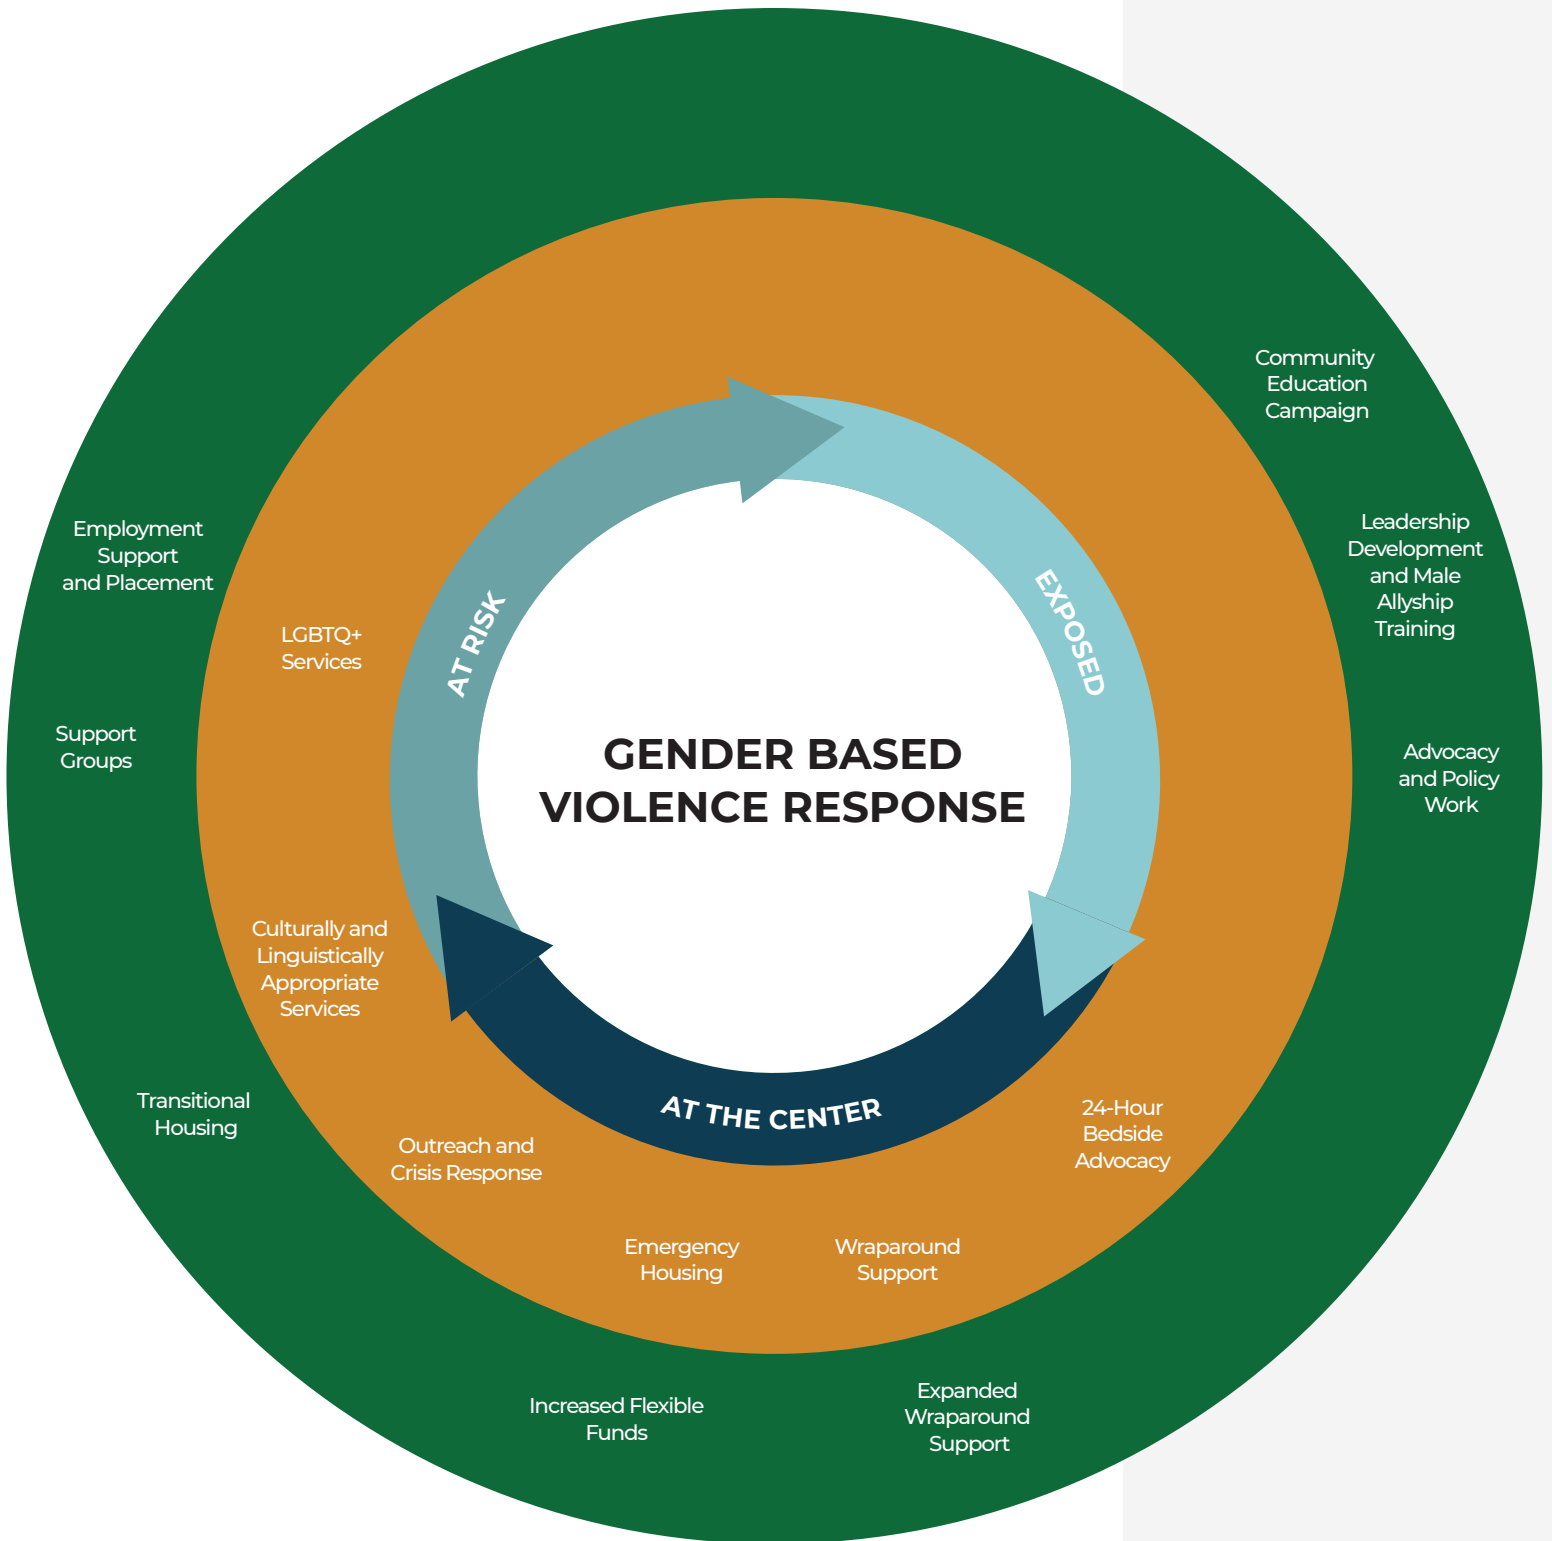 Community
Education
Campaign
Employment
Support
and Placement
Leadership
Development
and Male
Allyship
Training
LGBTQ+
Services
AT RISK
EXPOSED
Support
Groups
GENDER BASED
VIOLENCE RESPONSE
Advocacy
and Policy
Work
Culturally and
Linguistically
Appropriate
Services
Transitional
Housing
AT THE CENTER
24-Hour
Bedside
Advocacy
Outreach and
Crisis Response
Emergency
Housing
Wraparound
Support
Increased Flexible
Funds
Expanded
Wraparound
Support